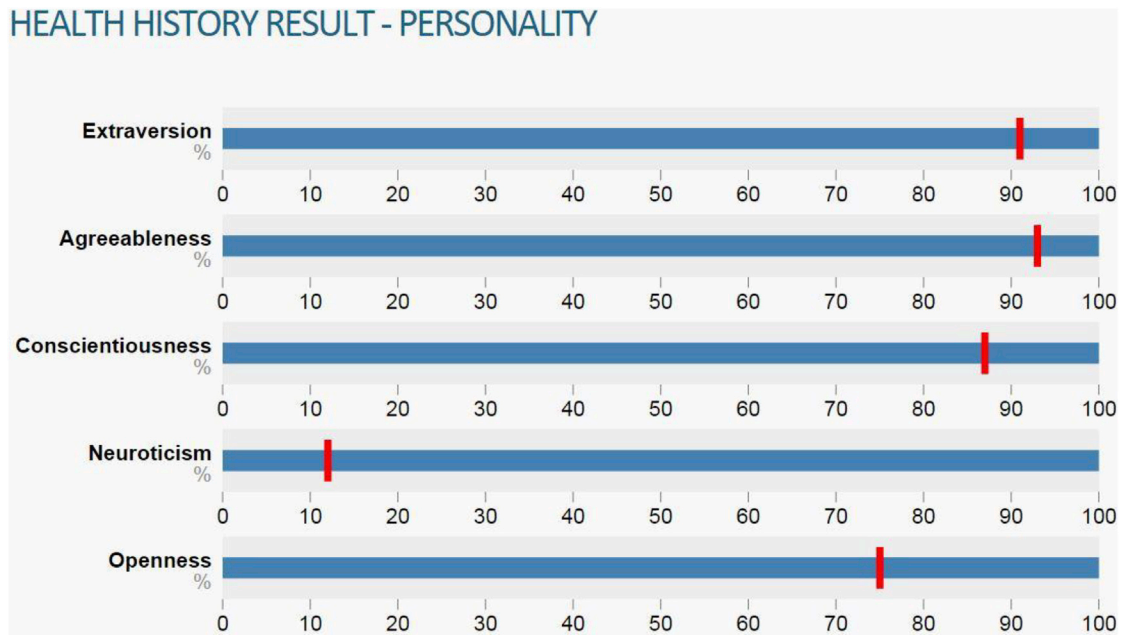 HEALTH HISTORY RESULT - PERSONALITY
Extraversion
%
0 10 20 30 40 50 60 70 80 90 100
Agreeableness
%
0 10 20 30 40 50 60 70 80 90 100
Conscientiousness
%
0 10 20 30 40 50 60 70 80 90 100
Neuroticism
%
0 10 20 30 40 50 60 70 80 90 100
Openness
%
0 10 20 30 40 50 60 70 80 90 100